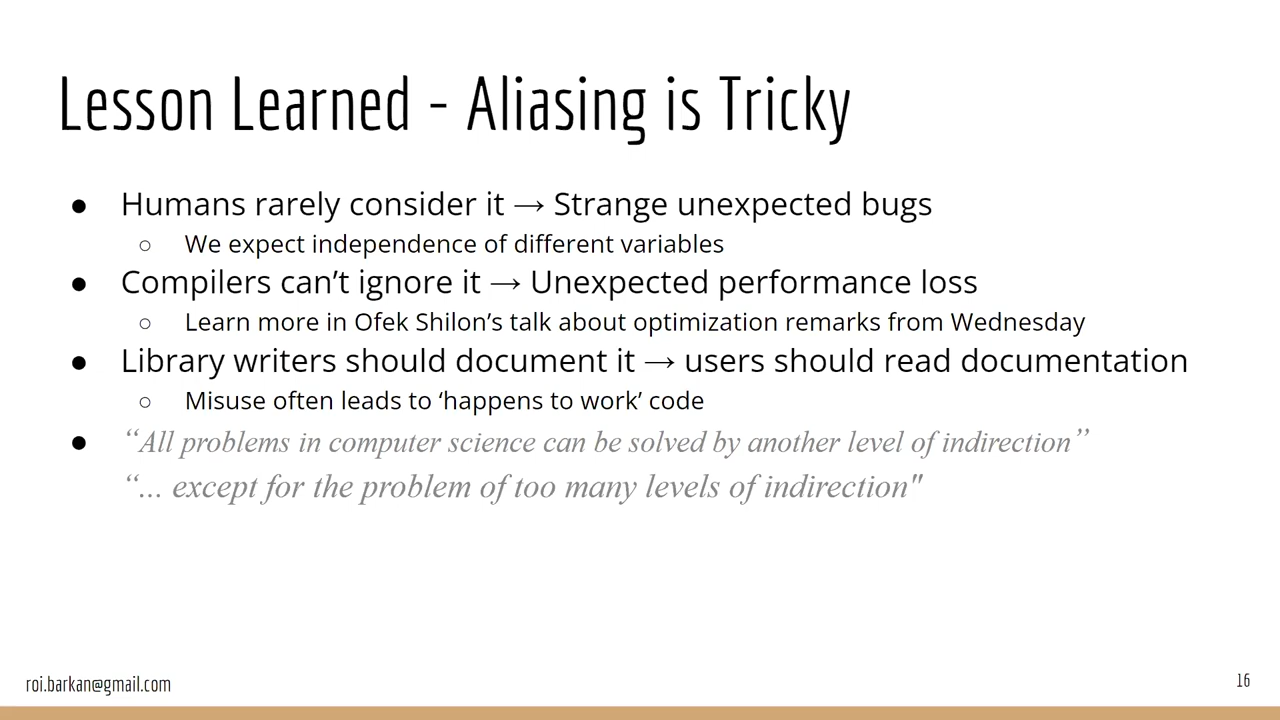 Lesson Learned - Aliasing is Tricky
● Humans rarely consider it → Strange unexpected bugs
○ We expect independence of different variables
● Compilers can’t ignore it → Unexpected performance loss
○ Learn more in Ofek Shilon’s talk about optimization remarks from Wednesday
● Library writers should document it → users should read documentation
○ Misuse often leads to ‘happens to work’ code
● “All problems in computer science can be solved by another level of indirection”
“... except for the problem of too many levels of indirection"
roi.barkan@gmail.com
16